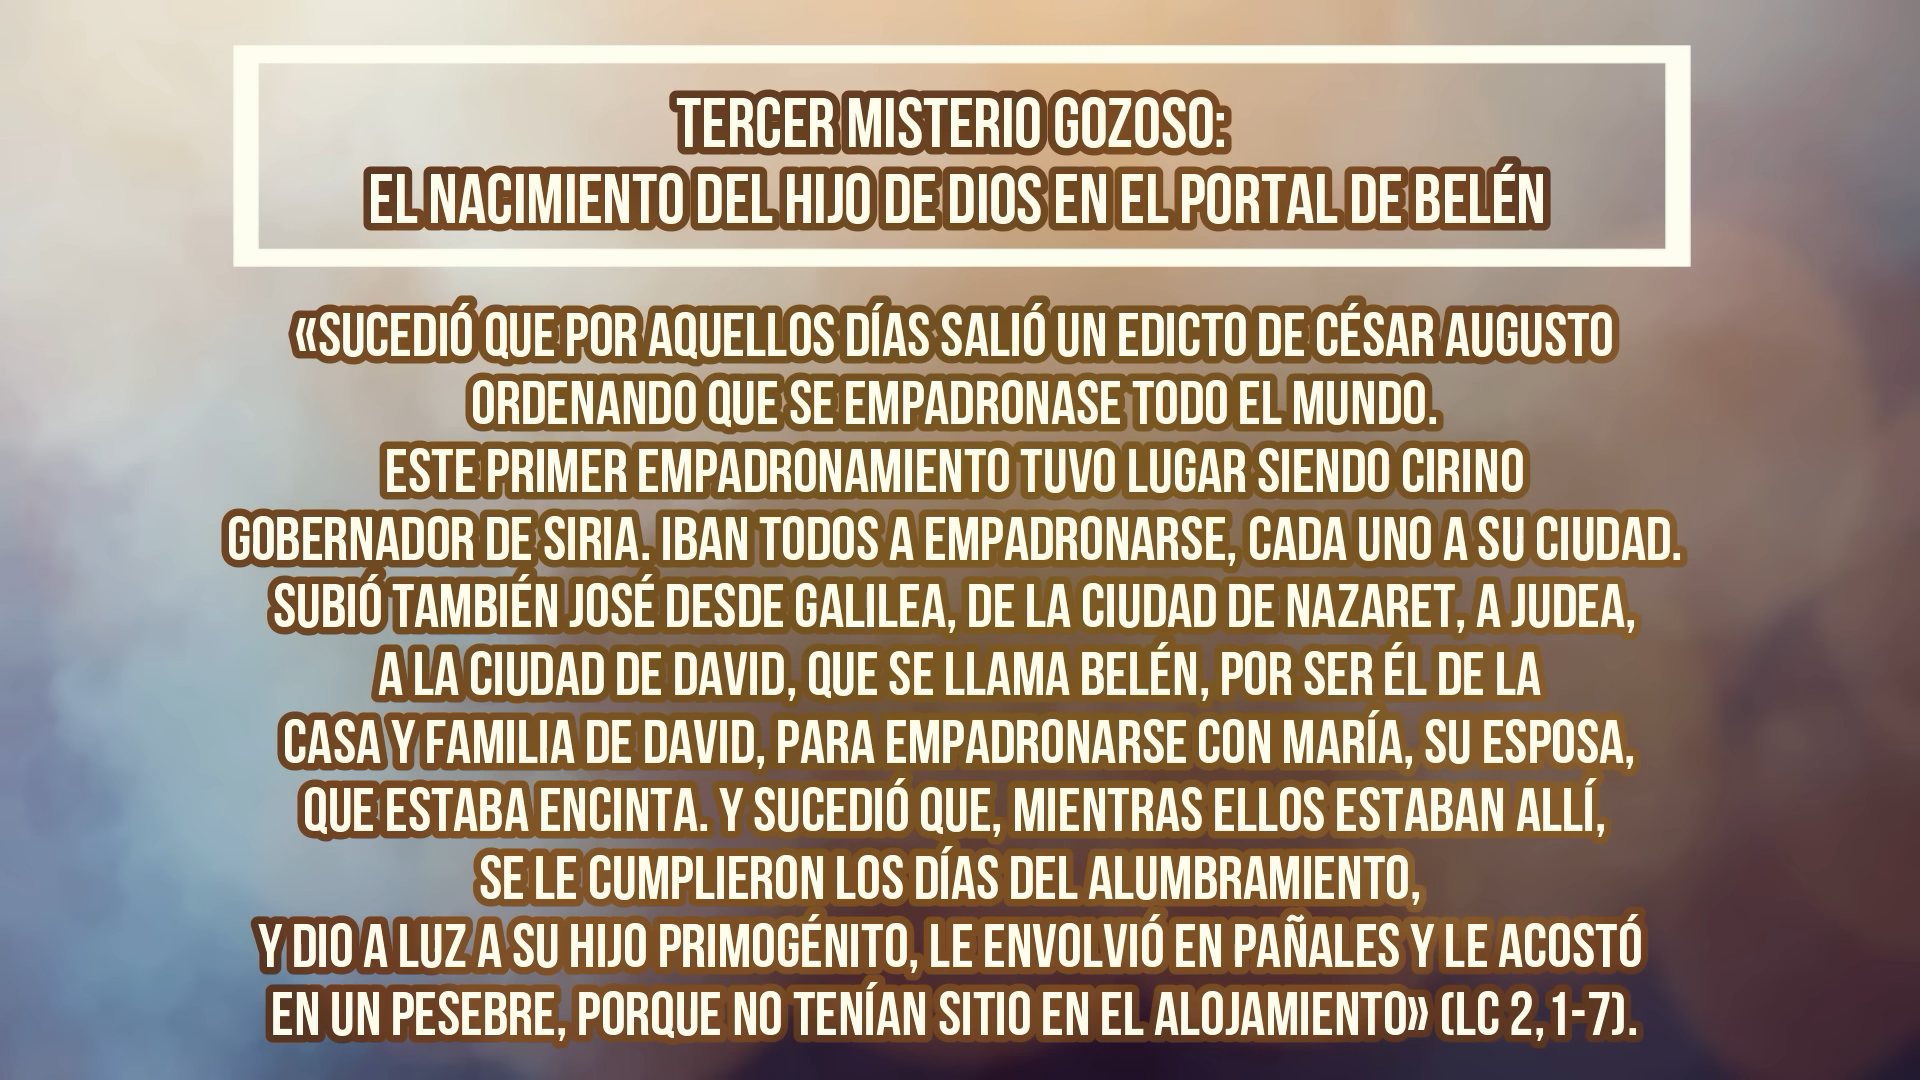 TERCER MISTERIO GOZOSO:
EL NACIMIENTO DEL HIJO DE DIOS EN EL PORTAL DE BELÉN
«SUCEDIÓ QUE POR AQUELLOS DÍAS SALIÓ UN EDICTO DE CÉSAR AUGUSTO
ORDENANDO QUE SE EMPADRONASE TODO EL MUNDO.
ESTE PRIMER EMPADRONAMIENTO TUVO LUGAR SIENDO CIRINO
GOBERNADOR DE SIRIA. IBAN TODOS A EMPADRONARSE, CADA UNO A SU CIUDAD.
SUBIÓ TAMBIÉN JOSÉ DESDE GALILEA, DE LA CIUDAD DE NAZARET, A JUDEA,
A LA CIUDAD DE DAVID, QUE SE LLAMA BELÉN, POR SER ÉL DE LA
CASA Y FAMILIA DE DAVID, PARA EMPADRONARSE CON MARÍA, SU ESPOSA,
QUE ESTABA ENCINTA. Y SUCEDIÓ QUE, MIENTRAS ELLOS ESTABAN ALLÍ,
SE LE CUMPLIERON LOS DÍAS DEL ALUMBRAMIENTO,
Y DIO A LUZ A SU HIJO PRIMOGÉNITO, LE ENVOLVIÓ EN PAÑALES Y LE ACOSTÓ
EN UN PESEBRE, PORQUE NO TENÍAN SITIO EN EL ALOJAMIENTO» (LC 2,1-7).